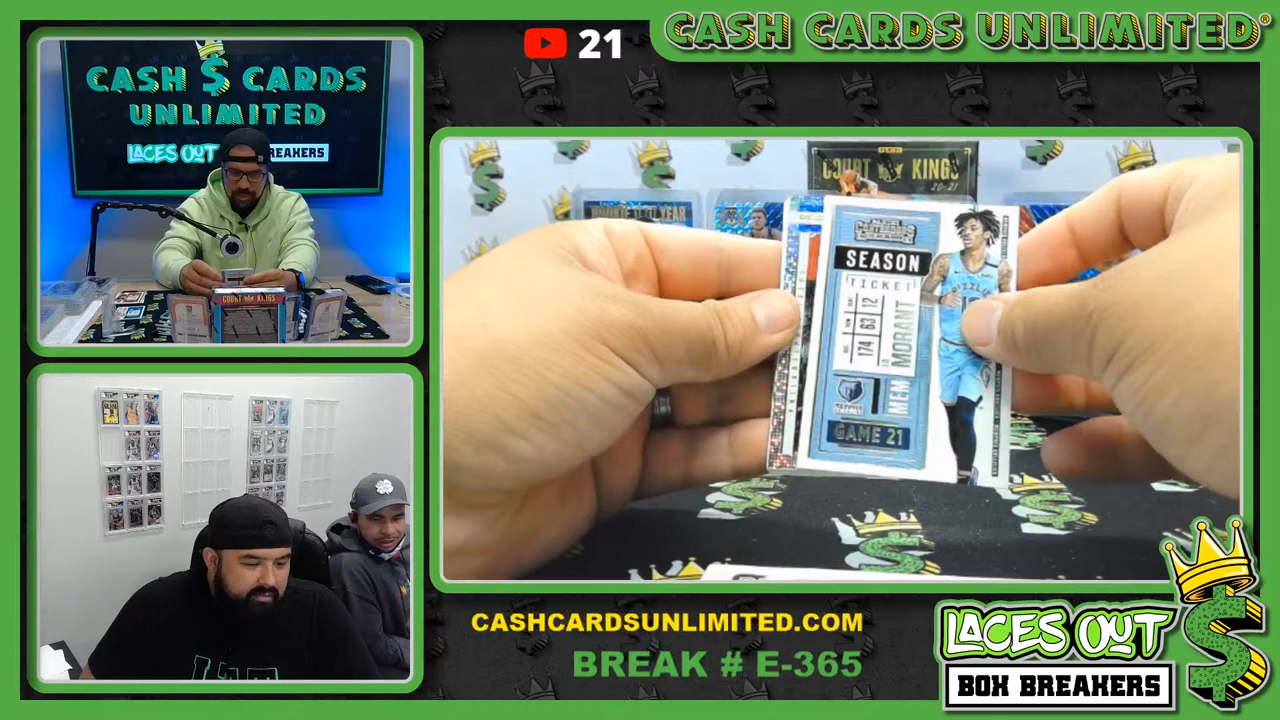 CASH CARDS UNLIMITED®
21
CASH $ CARDS
UNLIMITED
LACES OUT
REAKERS
COURT KINGS
COURT KINGS
20-21
SEASON
TICKET
174 63 12
MORANT
MEM
GAME 21
CASHCARDSUNLIMITED.COM
BREAK # E-365
LACES OUT
BOX BREAKERS